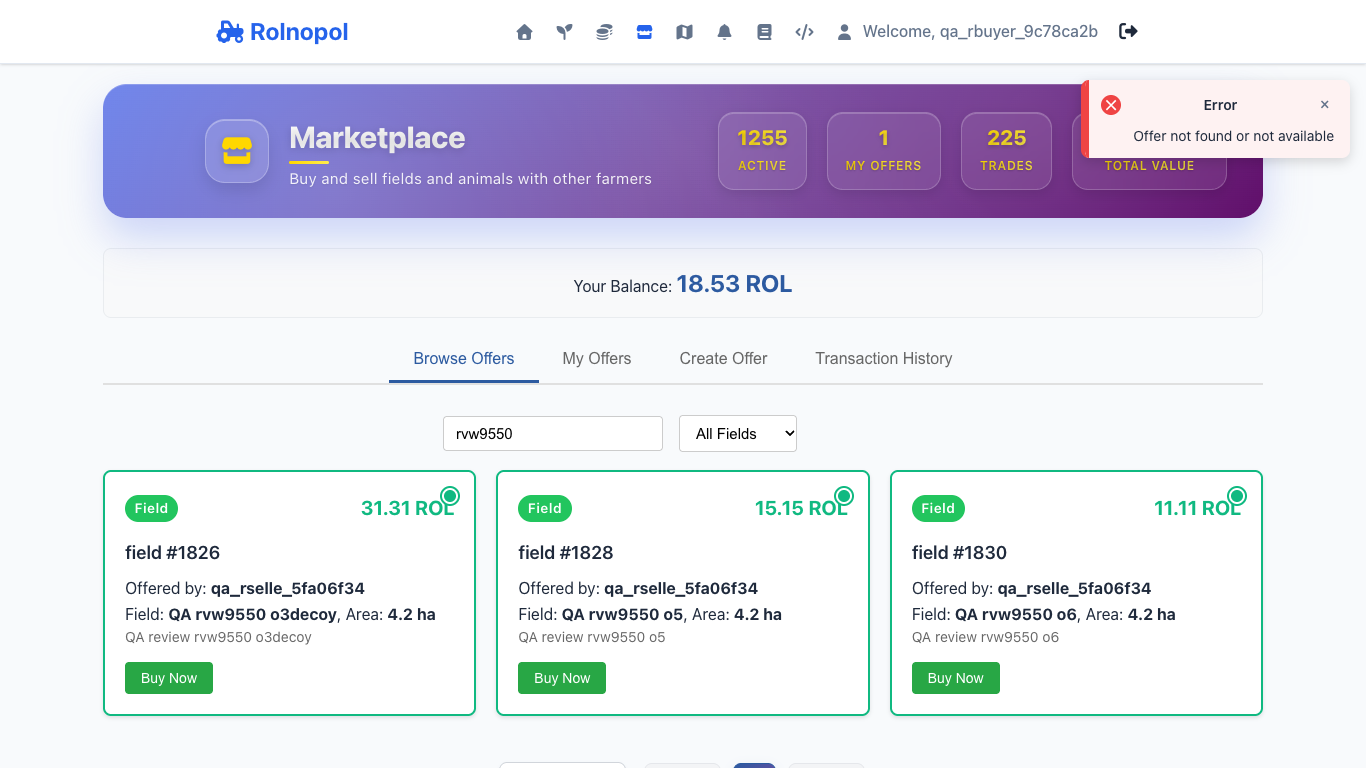 Rolnopol
Welcome, qa_rbuyer_9c78ca2b
Error
×
Offer not found or not available
Marketplace
Buy and sell fields and animals with other farmers
1255
ACTIVE
1
MY OFFERS
225
TRADES
TOTAL VALUE
Your Balance: 18.53 ROL
Browse Offers
My Offers
Create Offer
Transaction History
rvw9550
All Fields
Field
31.31 ROL
field #1826
Offered by: qa_rselle_5fa06f34
Field: QA rvw9550 o3decoy, Area: 4.2 ha
QA review rvw9550 o3decoy
Buy Now
Field
15.15 ROL
field #1828
Offered by: qa_rselle_5fa06f34
Field: QA rvw9550 o5, Area: 4.2 ha
QA review rvw9550 o5
Buy Now
Field
11.11 ROL
field #1830
Offered by: qa_rselle_5fa06f34
Field: QA rvw9550 o6, Area: 4.2 ha
QA review rvw9550 o6
Buy Now